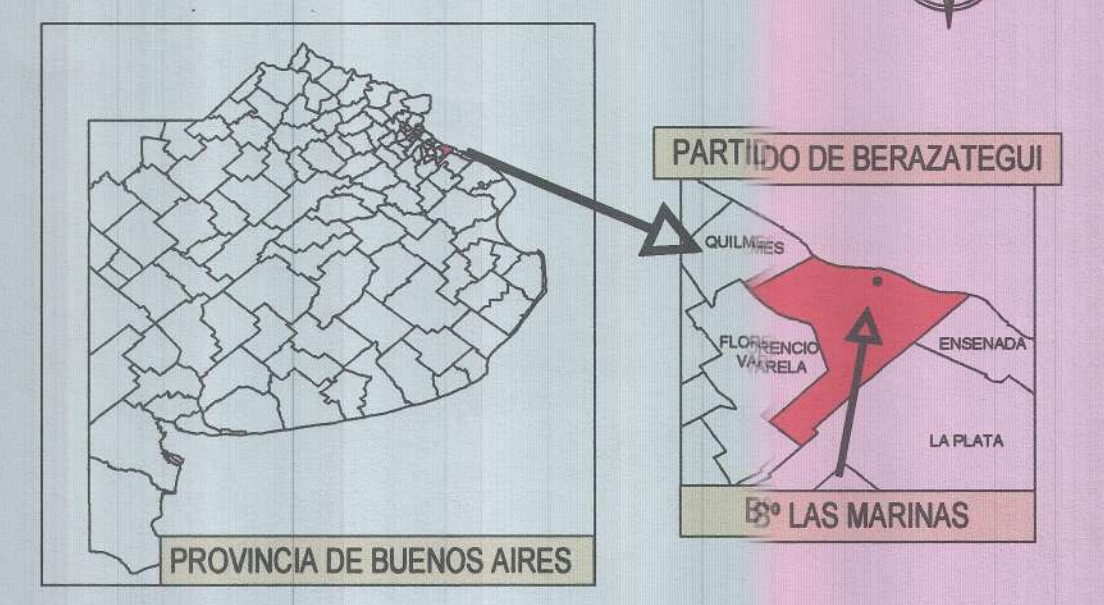 PROVINCIA DE BUENOS AIRES
PARTIDO DE BERAZATEGUI
QUILMES
FLORENCIO
VARELA
ENSENADA
LA PLATA
Bº LAS MARINAS